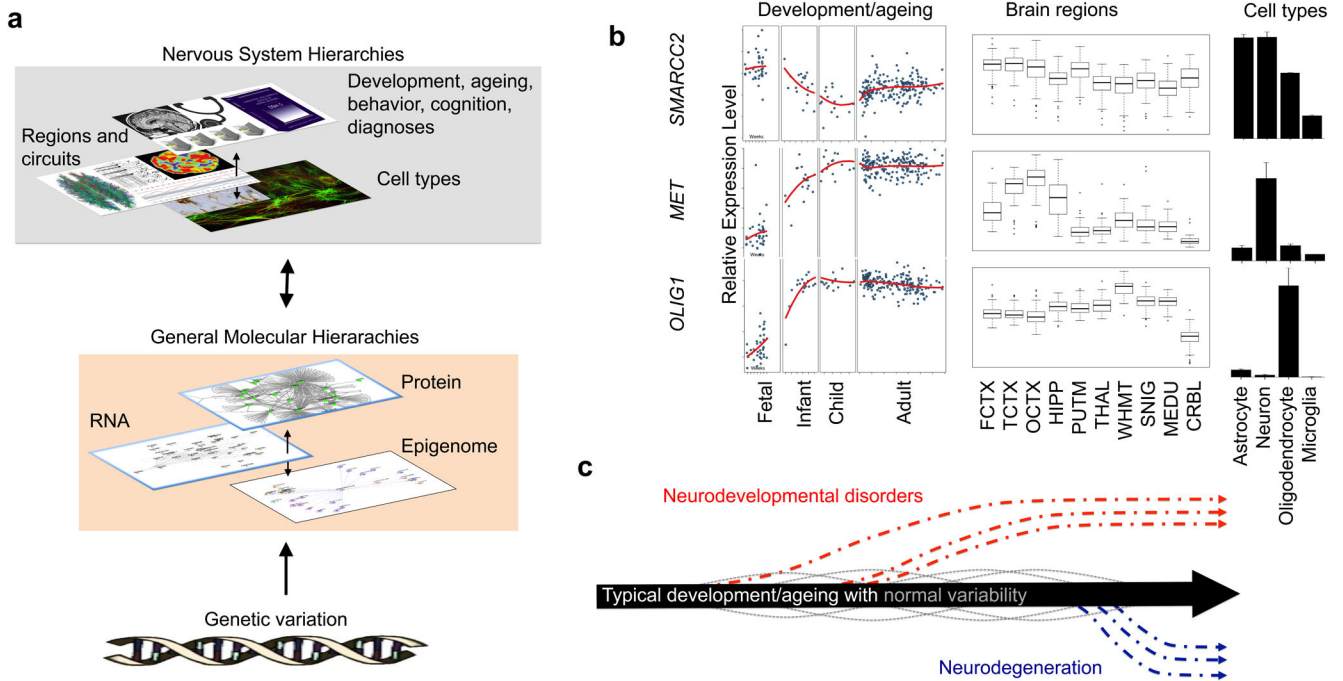 a
Nervous System Hierarchies
Development, ageing,
behavior, cognition,
diagnoses
Regions and
circuits
Cell types
General Molecular Hierarachies
Protein
RNA
Epigenome
Genetic variation
b
Development/ageing
Brain regions
Cell types
Relative Expression Level
SMARCC2
MET
OLIG1
Weeks
Weeks
Weeks
Fetal
Infant
Child
Adult
FCTX
TCTX
OCTX
HIPP
PUTM
THAL
WHMT
SNIG
MEDU
CRBL
Astrocyte
Neuron
Oligodendrocyte
Microglia
c
Neurodevelopmental disorders
Typical development/ageing with normal variability
Neurodegeneration